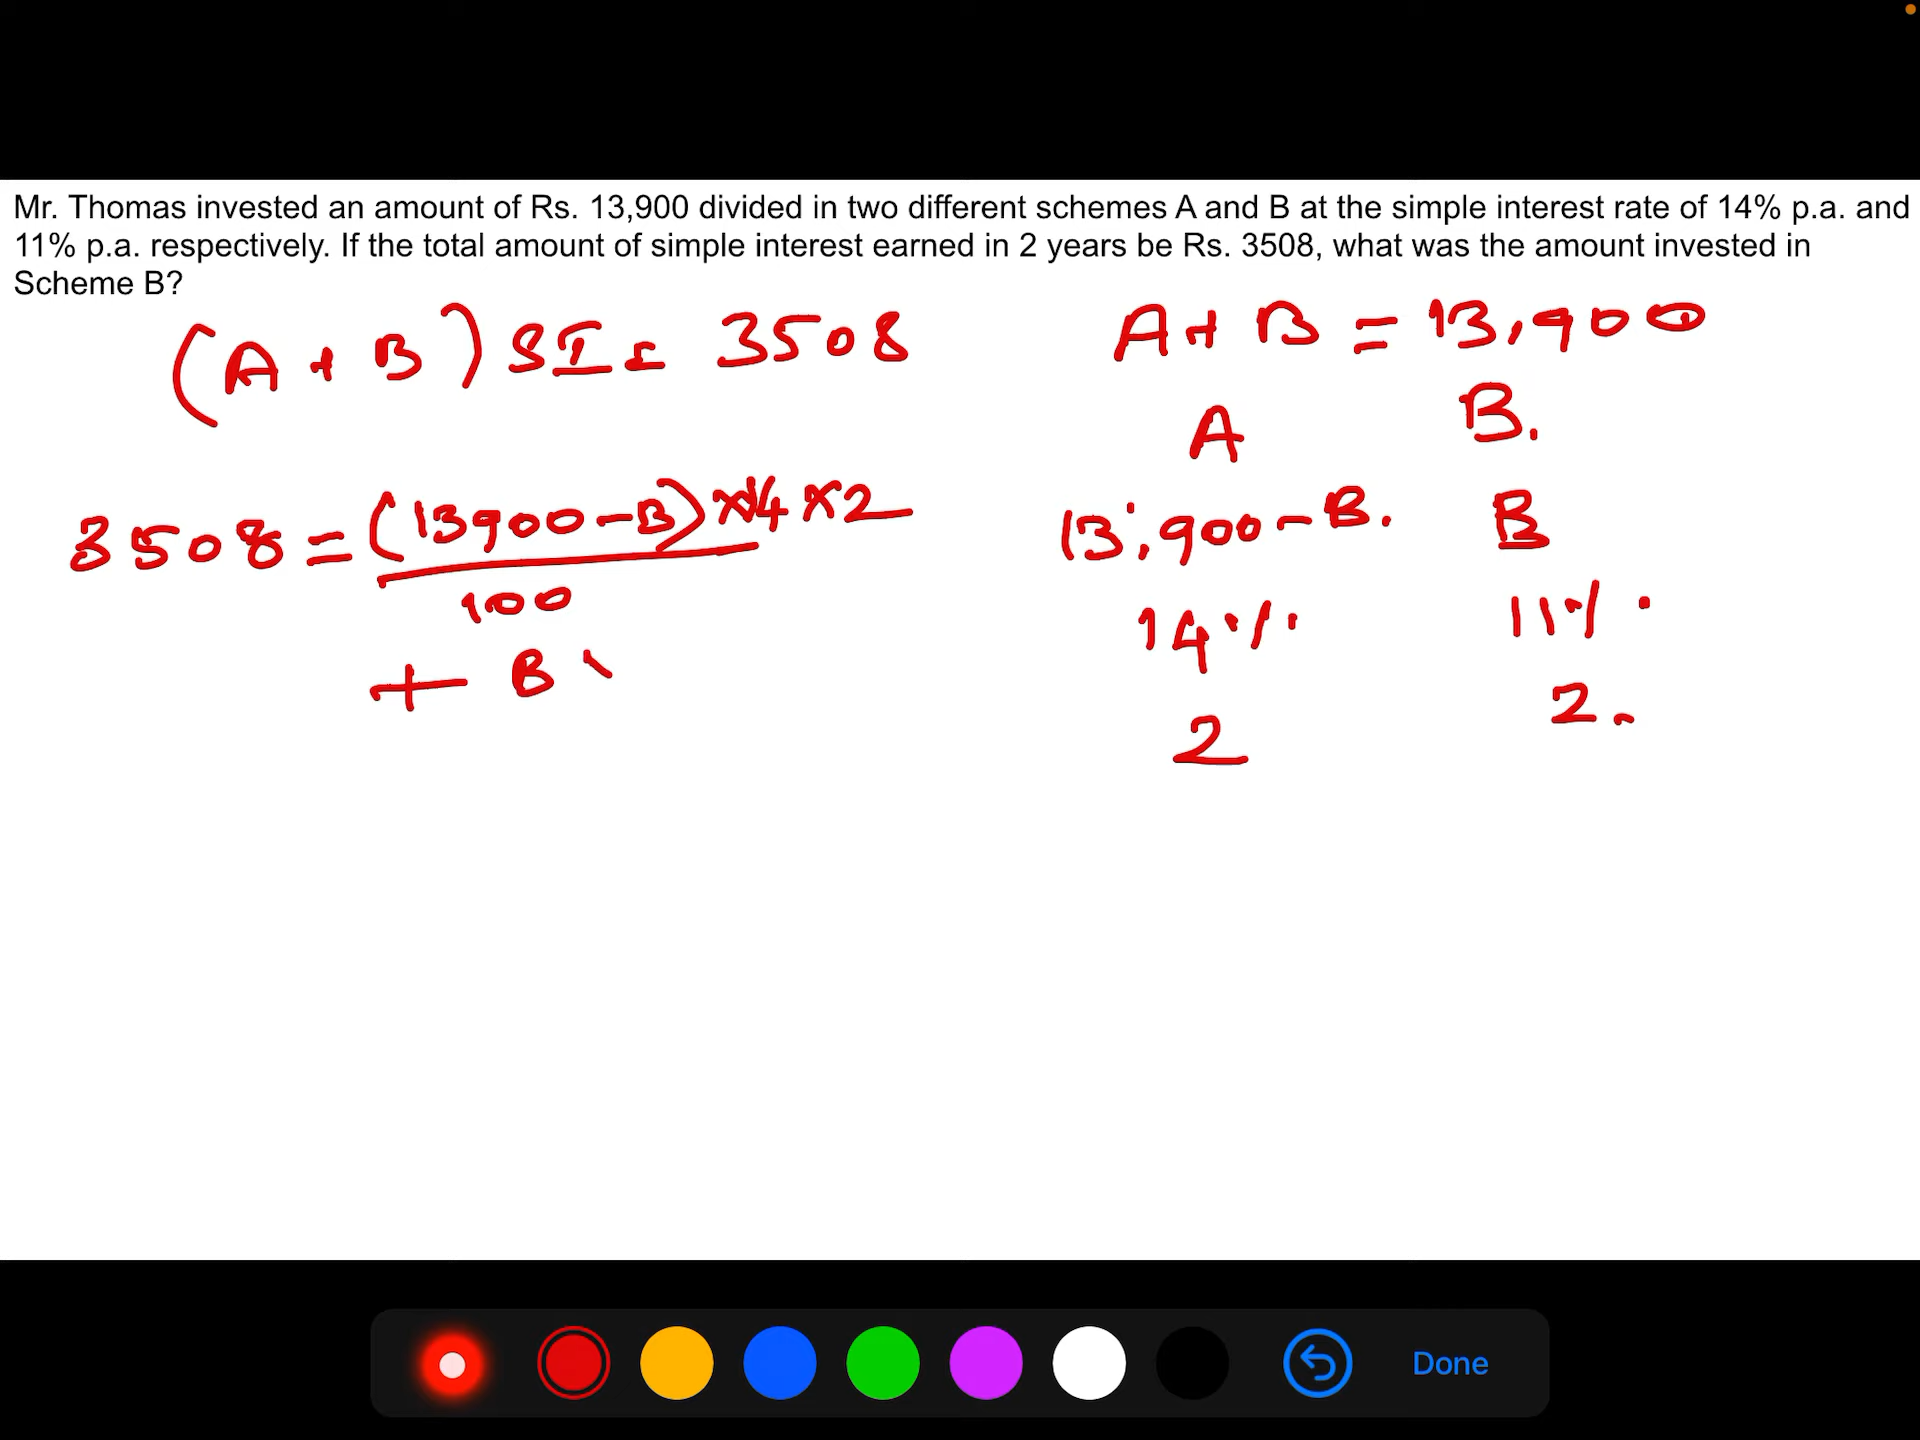 Mr. Thomas invested an amount of Rs. 13,900 divided in two different schemes A and B at the simple interest rate of 14% p.a. and
11% p.a. respectively. If the total amount of simple interest earned in 2 years be Rs. 3508, what was the amount invested in
Scheme B?
(A + B) SI = 3508
3508 = (13900 - B) × 14 × 2
100
+ B
A + B = 13,900
A B.
13,900 - B. B
14% 11%.
2 2.
Done